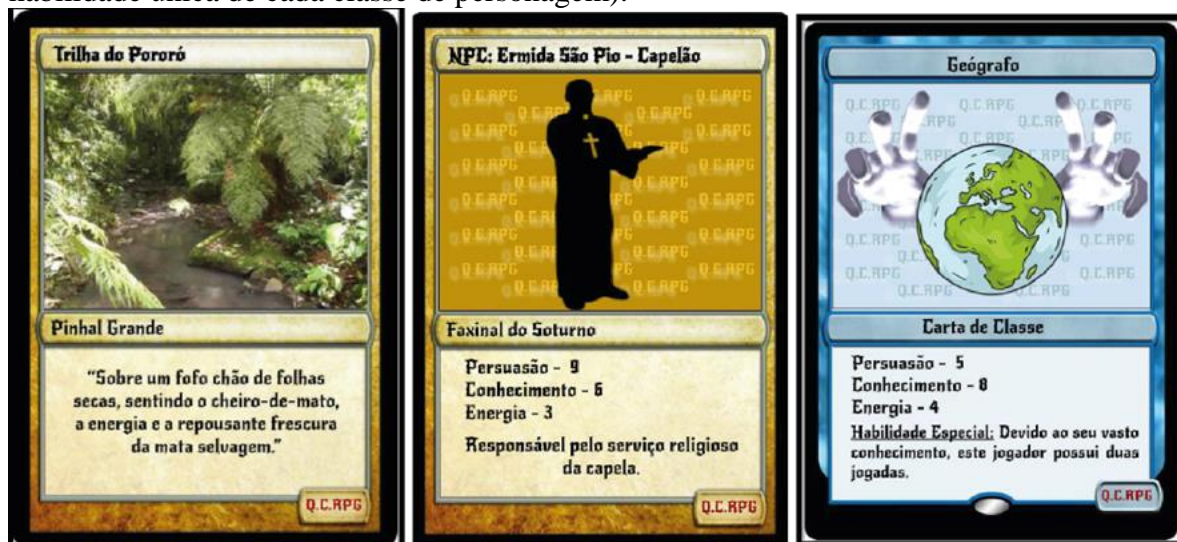 habilidade única de cada classe de personagem).
Trilha do Pororó
Pinhal Grande
"Sobre um fofo chão de folhas
secas, sentindo o cheiro-de-mato,
a energia e a repousante frescura
da mata selvagem."
Q.C.RPG
NPC: Ermida São Pio - Capelão
Faxinal do Soturno
Persuasão - 9
Conhecimento - 6
Energia - 3
Responsável pelo serviço religioso
da capela.
Q.C.RPG
Geógrafo
Carta de Classe
Persuasão - 5
Conhecimento - 8
Energia - 4
Habilidade Especial: Devido ao seu vasto
conhecimento, este jogador possui duas
jogadas.
Q.C.RPG